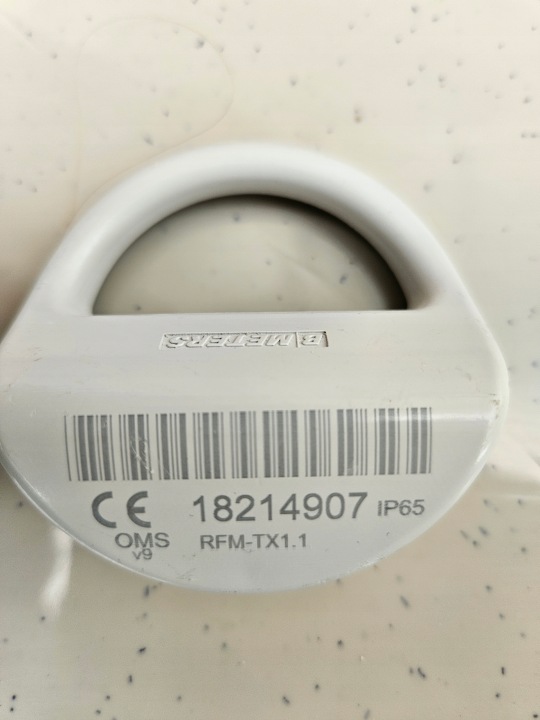 B METERS
CE 18214907 IP65
OMS RFM-TX1.1
v9